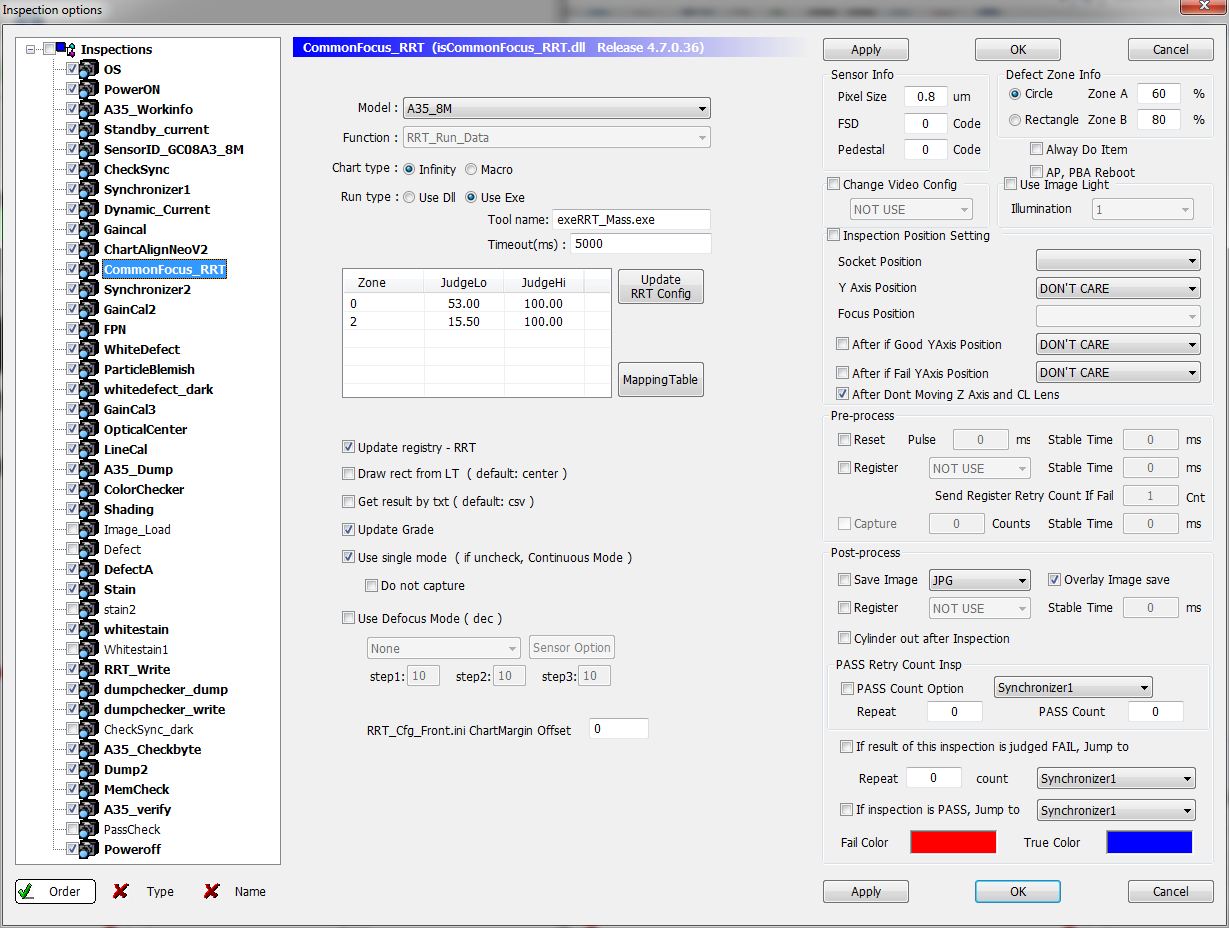 Inspection options
Inspections
OS
PowerON
A35_Workinfo
Standby_current
SensorID_GC08A3_8M
CheckSync
Synchronizer1
Dynamic_Current
Gaincal
ChartAlignNeoV2
CommonFocus_RRT
Synchronizer2
GainCal2
FPN
WhiteDefect
ParticleBlemish
whitedefect_dark
GainCal3
OpticalCenter
LineCal
A35_Dump
ColorChecker
Shading
Image_Load
Defect
DefectA
Stain
stain2
whitestain
Whitestain1
RRT_Write
dumpchecker_dump
dumpchecker_write
CheckSync_dark
A35_Checkbyte
Dump2
MemCheck
A35_verify
PassCheck
Poweroff
Order Type Name
CommonFocus_RRT (isCommonFocus_RRT.dll Release 4.7.0.36)
Model : A35_8M
Function : RRT_Run_Data
Chart type : Infinity Macro
Run type : Use Dll Use Exe
Tool name: exeRRT_Mass.exe
Timeout(ms) : 5000
Zone JudgeLo JudgeHi
0 53.00 100.00
2 15.50 100.00
Update
RRT Config
MappingTable
Update registry - RRT
Draw rect from LT ( default: center )
Get result by txt ( default: csv )
Update Grade
Use single mode ( if uncheck, Continuous Mode )
Do not capture
Use Defocus Mode ( dec )
None Sensor Option
step1: 10 step2: 10 step3: 10
RRT_Cfg_Front.ini ChartMargin Offset 0
Apply OK Cancel
Sensor Info
Pixel Size 0.8 um
FSD 0 Code
Pedestal 0 Code
Defect Zone Info
Circle Zone A 60 %
Rectangle Zone B 80 %
Alway Do Item
AP, PBA Reboot
Change Video Config
NOT USE
Use Image Light
Illumination 1
Inspection Position Setting
Socket Position
Y Axis Position DON'T CARE
Focus Position
After if Good YAxis Position DON'T CARE
After if Fail YAxis Position DON'T CARE
After Dont Moving Z Axis and CL Lens
Pre-process
Reset Pulse 0 ms Stable Time 0 ms
Register NOT USE Stable Time 0 ms
Send Register Retry Count If Fail 1 Cnt
Capture 0 Counts Stable Time 0 ms
Post-process
Save Image JPG Overlay Image save
Register NOT USE Stable Time 0 ms
Cylinder out after Inspection
PASS Retry Count Insp
PASS Count Option Synchronizer1
Repeat 0 PASS Count 0
If result of this inspection is judged FAIL, Jump to
Repeat 0 count Synchronizer1
If inspection is PASS, Jump to Synchronizer1
Fail Color True Color
Apply OK Cancel